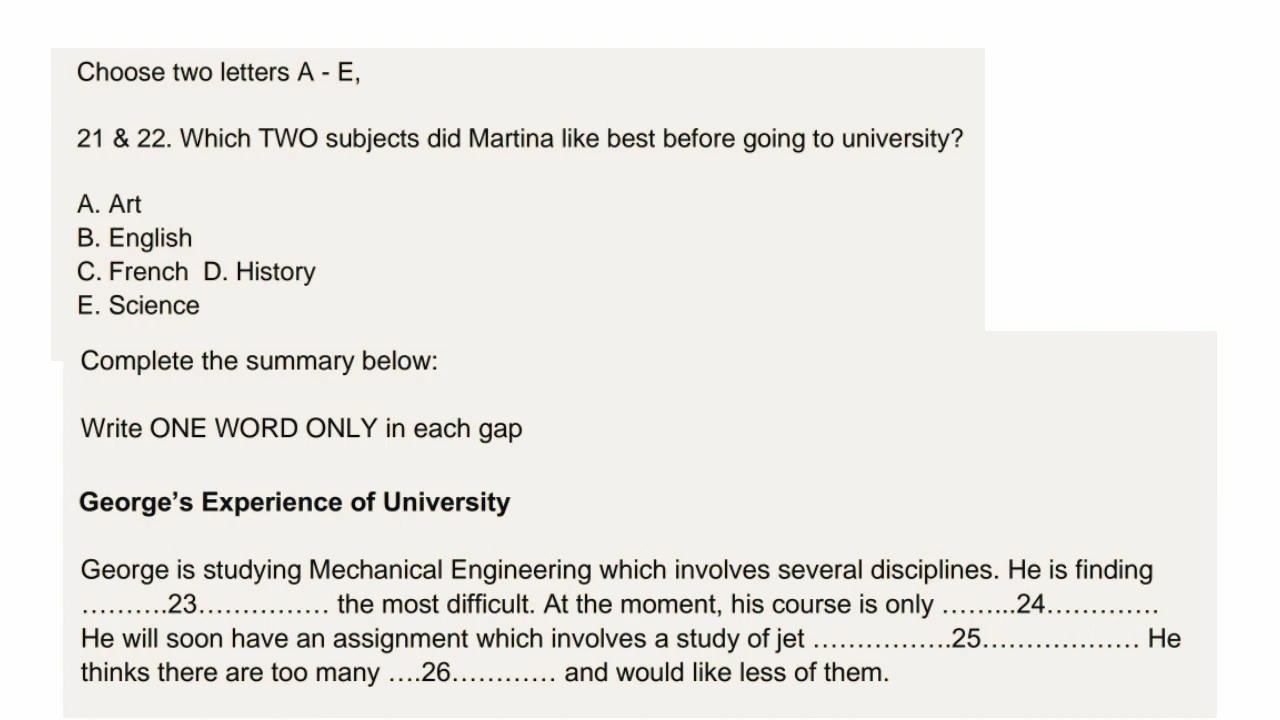 Choose two letters A - E,
21 & 22. Which TWO subjects did Martina like best before going to university?
A. Art
B. English
C. French  D. History
E. Science
Complete the summary below:
Write ONE WORD ONLY in each gap
George’s Experience of University
George is studying Mechanical Engineering which involves several disciplines. He is finding
……….23…………… the most difficult. At the moment, his course is only ……...24………….
He will soon have an assignment which involves a study of jet …………….25……………… He
thinks there are too many ….26………… and would like less of them.